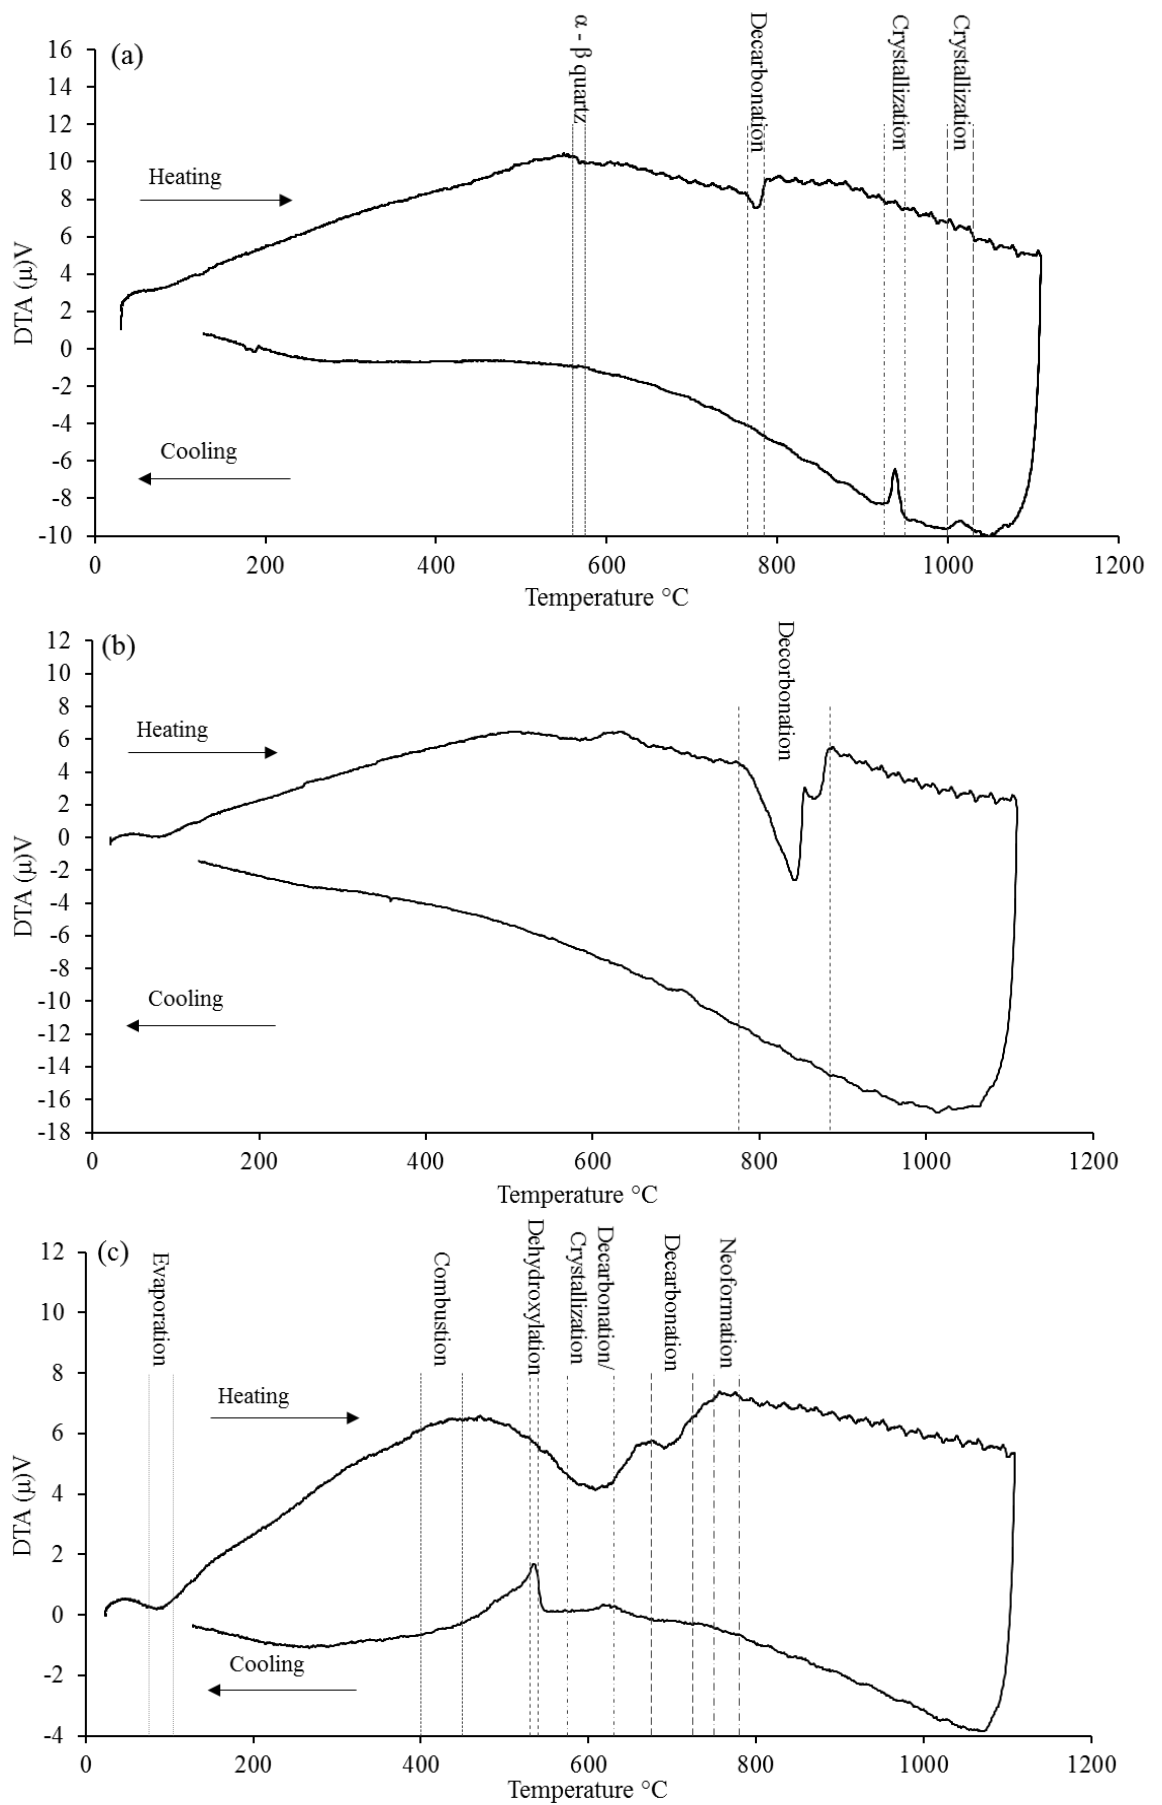 (a)
α - β quartz
Decarbonation
Crystallization
Crystallization
16
14
12
10
8
6
4
2
0
-2
-4
-6
-8
-10
DTA (μ)V
Heating
Cooling
0 200 400 600 800 1000 1200
Temperature °C
(b)
Decorbonation
12
10
8
6
4
2
0
-2
-4
-6
-8
-10
-12
-14
-16
-18
DTA (μ)V
Heating
Cooling
0 200 400 600 800 1000 1200
Temperature °C
(c)
Evaporation
Combustion
Dehydroxylation
Decarbonation/
Crystallization
Decarbonation
Neoformation
12
10
8
6
4
2
0
-2
-4
DTA (μ)V
Heating
Cooling
0 200 400 600 800 1000 1200
Temperature °C